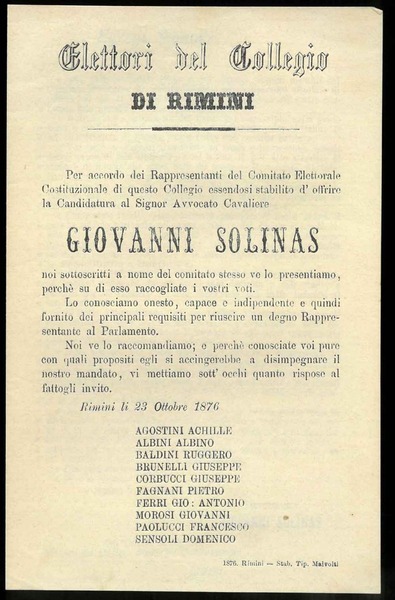 Elettori del Collegio
DI RIMINI
Per accordo dei Rappresentanti del Comitato Elettorale
Costituzionale di questo Collegio essendosi stabilito d' offrire
la Candidatura al Signor Avvocato Cavaliere
GIOVANNI SOLINAS
noi sottoscritti a nome del comitato stesso ve lo presentiamo,
perchè su di esso raccogliate i vostri voti.
Lo conosciamo onesto, capace e indipendente e quindi
fornito dei principali requisiti per riuscire un degno Rappre-
sentante al Parlamento.
Noi ve lo raccomandiamo; e perchè conosciate voi pure
con quali propositi egli si accingerebbe a disimpegnare il
nostro mandato, vi mettiamo sott' occhi quanto rispose al
fattogli invito.
Rimini li 23 Ottobre 1876
AGOSTINI ACHILLE
ALBINI ALBINO
BALDINI RUGGERO
BRUNELLI GIUSEPPE
CORBUCCI GIUSEPPE
FAGNANI PIETRO
FERRI GIO: ANTONIO
MOROSI GIOVANNI
PAOLUCCI FRANCESCO
SENSOLI DOMENICO
1876. Rimini — Stab. Tip. Malvolti